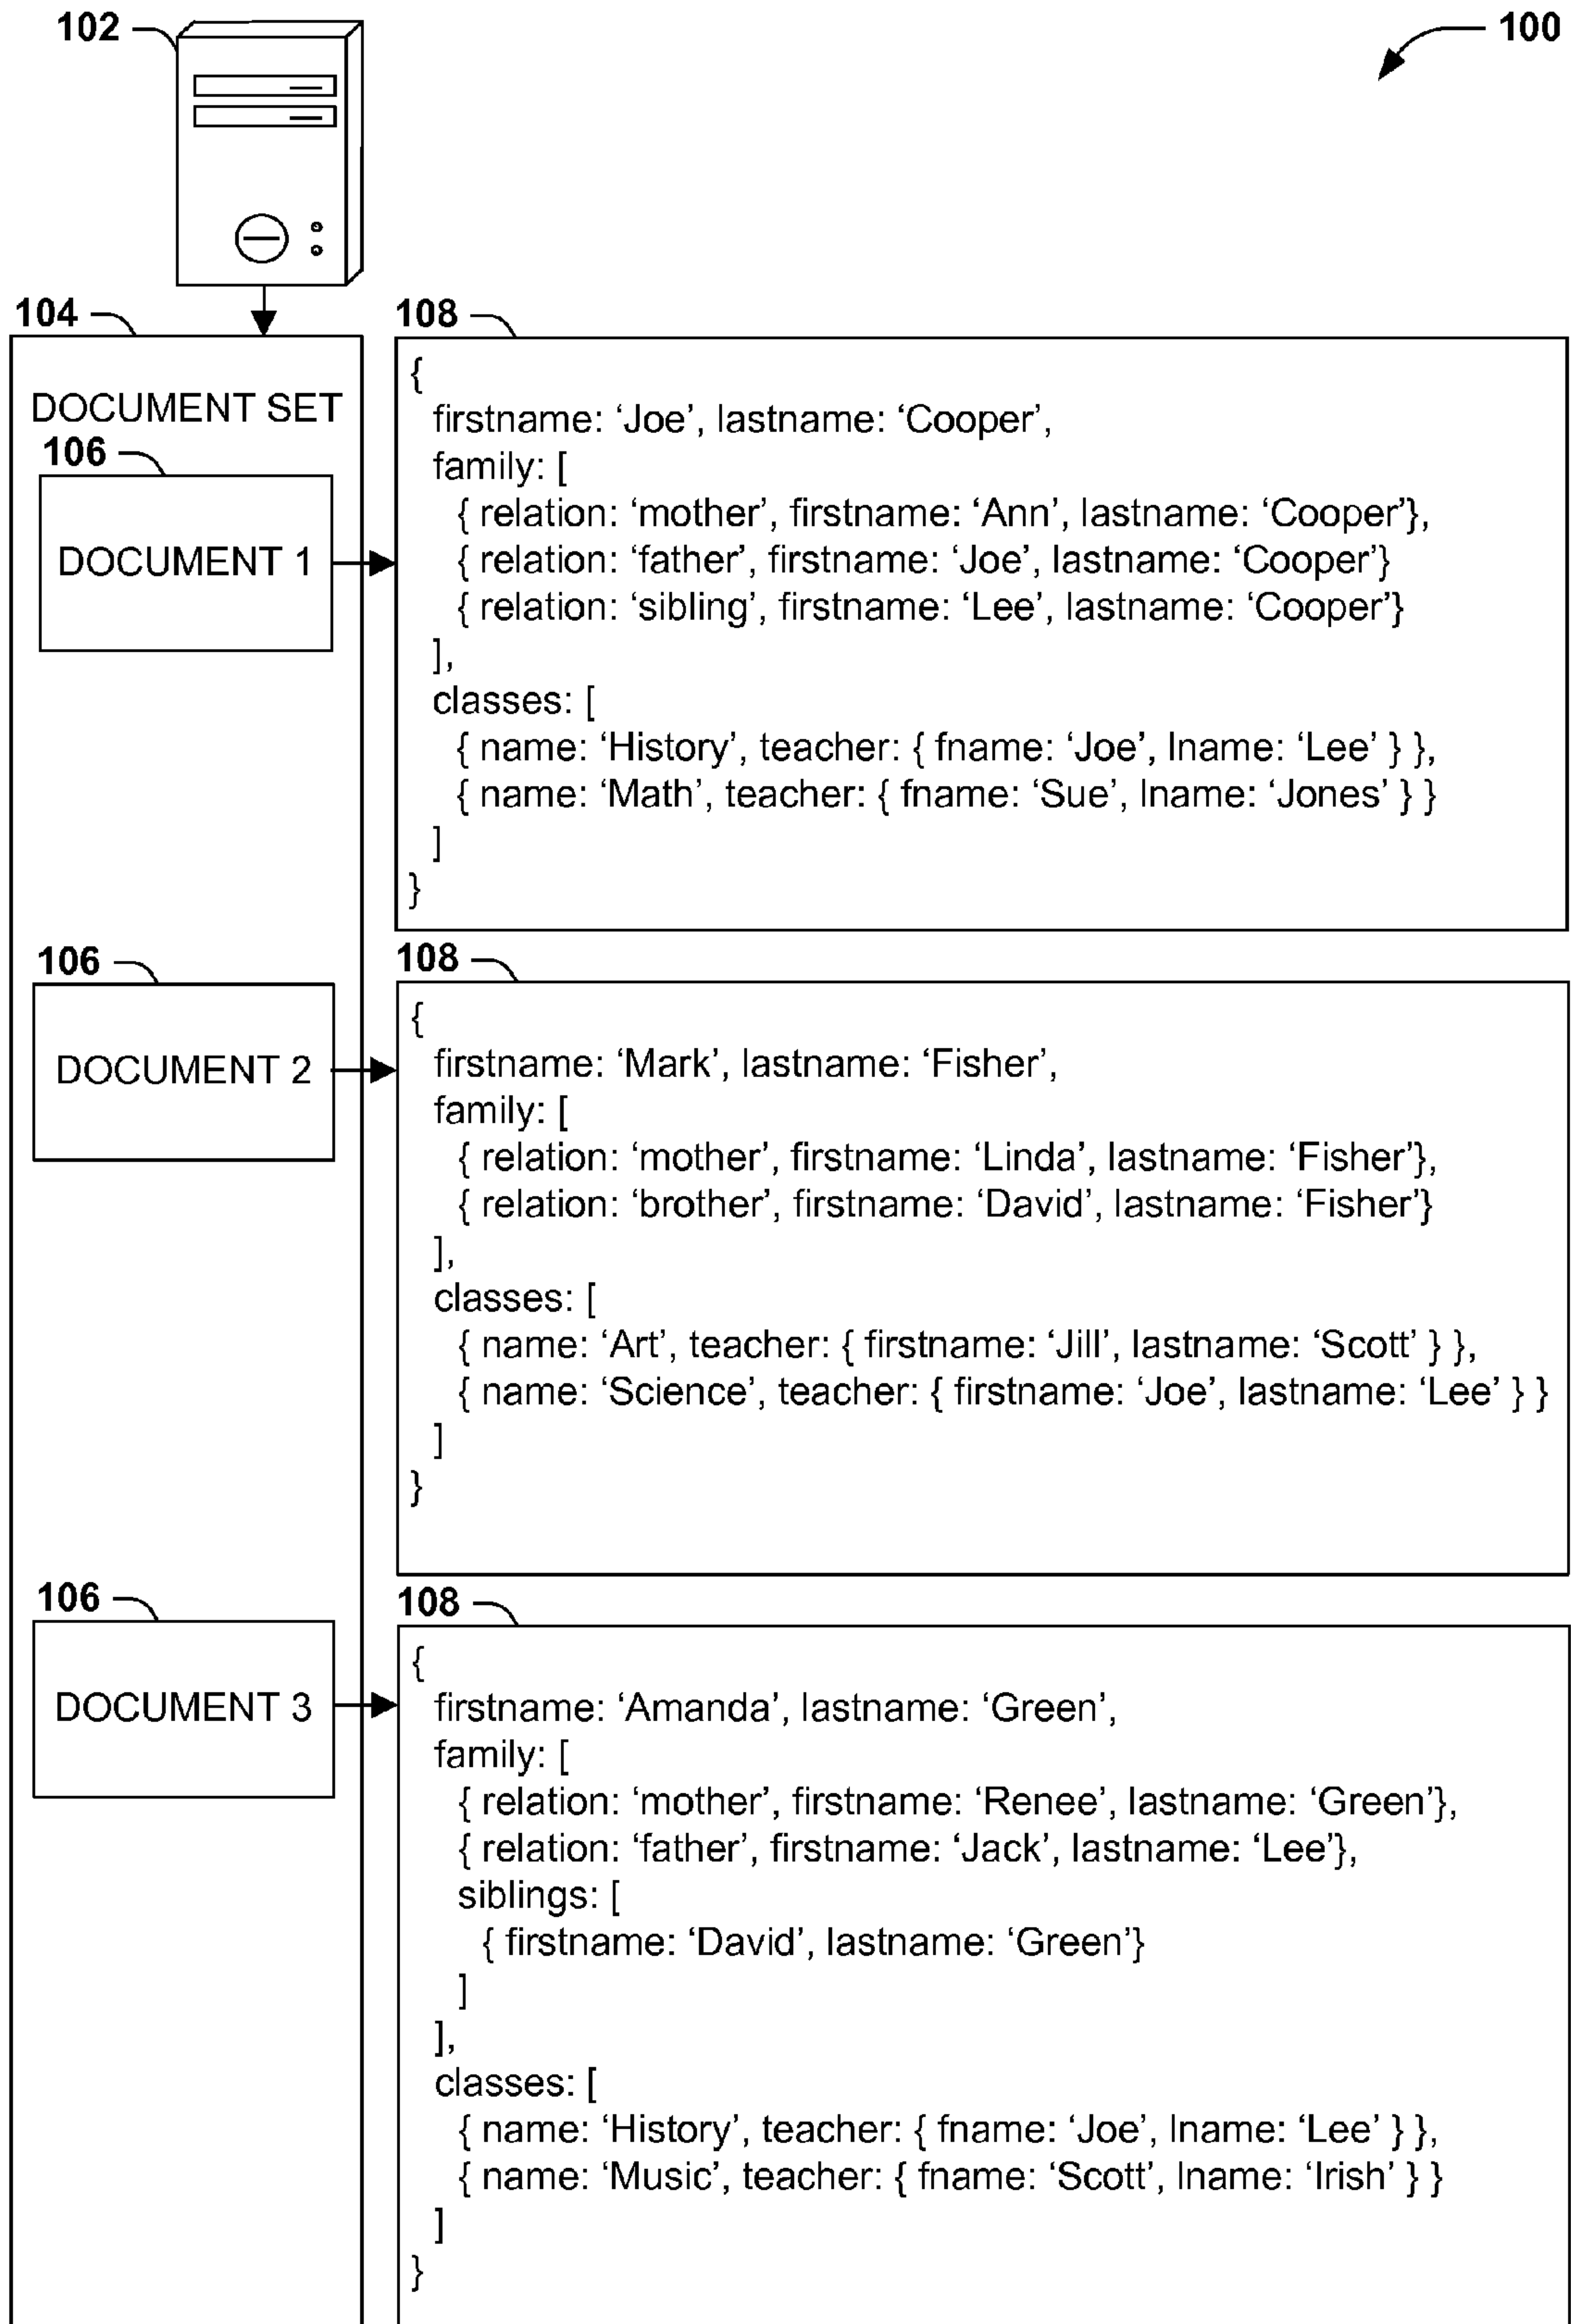 102
100
104
DOCUMENT SET
106
DOCUMENT 1
108
{
firstname: ‘Joe’, lastname: ‘Cooper’,
family: [
{ relation: ‘mother’, firstname: ‘Ann’, lastname: ‘Cooper’},
{ relation: ‘father’, firstname: ‘Joe’, lastname: ‘Cooper’}
{ relation: ‘sibling’, firstname: ‘Lee’, lastname: ‘Cooper’}
],
classes: [
{ name: ‘History’, teacher: { fname: ‘Joe’, lname: ‘Lee’ } },
{ name: ‘Math’, teacher: { fname: ‘Sue’, lname: ‘Jones’ } }
]
}
106
DOCUMENT 2
108
{
firstname: ‘Mark’, lastname: ‘Fisher’,
family: [
{ relation: ‘mother’, firstname: ‘Linda’, lastname: ‘Fisher’},
{ relation: ‘brother’, firstname: ‘David’, lastname: ‘Fisher’}
],
classes: [
{ name: ‘Art’, teacher: { firstname: ‘Jill’, lastname: ‘Scott’ } },
{ name: ‘Science’, teacher: { firstname: ‘Joe’, lastname: ‘Lee’ } }
]
}
106
DOCUMENT 3
108
{
firstname: ‘Amanda’, lastname: ‘Green’,
family: [
{ relation: ‘mother’, firstname: ‘Renee’, lastname: ‘Green’},
{ relation: ‘father’, firstname: ‘Jack’, lastname: ‘Lee’},
siblings: [
{ firstname: ‘David’, lastname: ‘Green’}
]
],
classes: [
{ name: ‘History’, teacher: { fname: ‘Joe’, lname: ‘Lee’ } },
{ name: ‘Music’, teacher: { fname: ‘Scott’, lname: ‘Irish’ } }
]
}